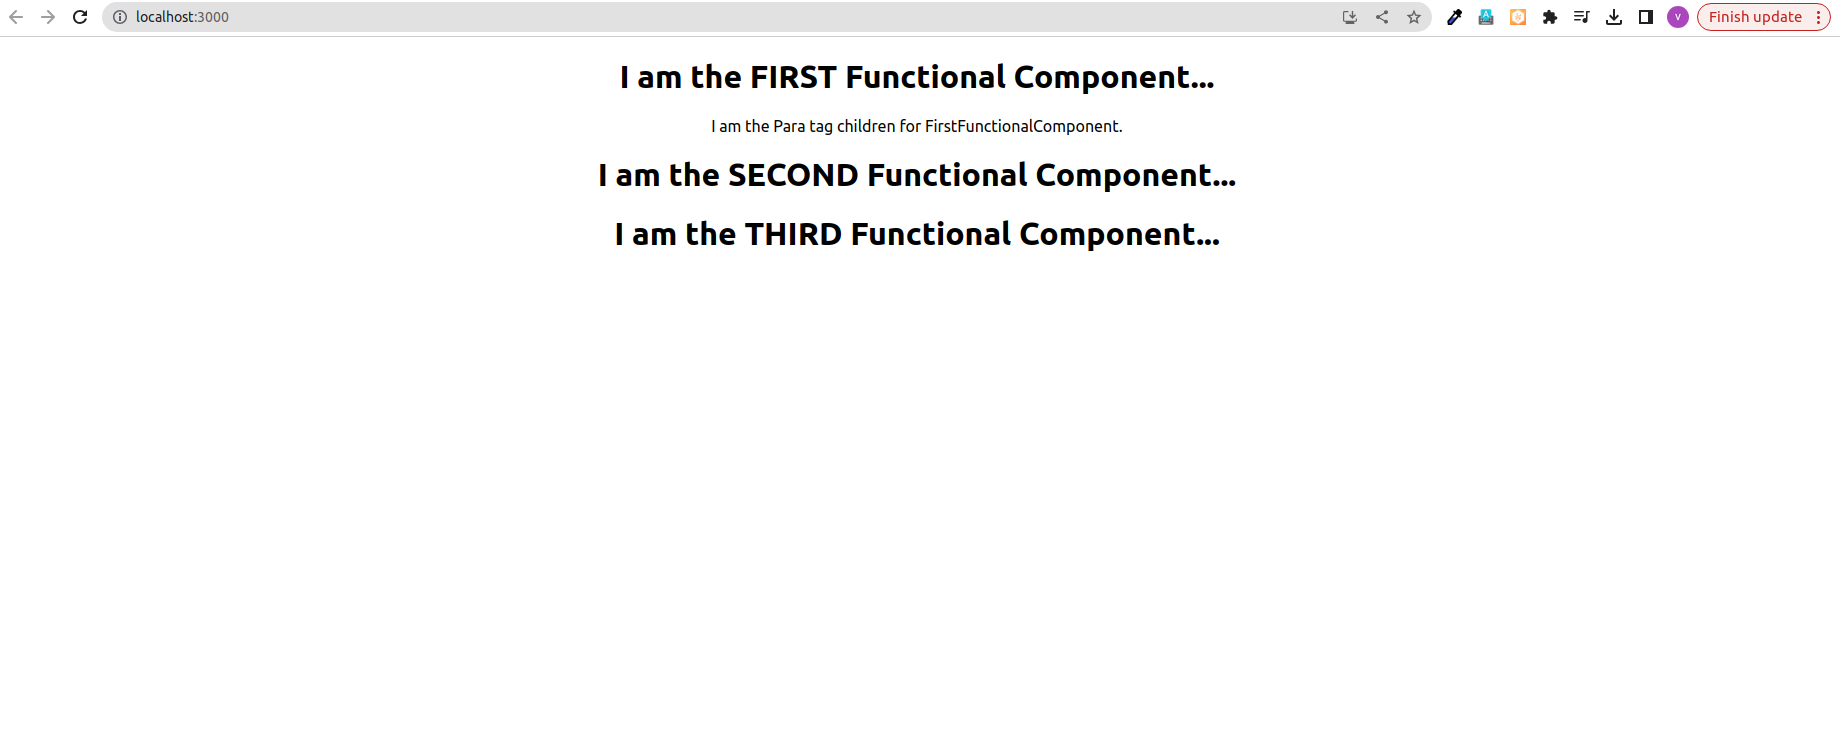 localhost:3000
V
Finish update
I am the FIRST Functional Component...
I am the Para tag children for FirstFunctionalComponent.
I am the SECOND Functional Component...
I am the THIRD Functional Component...